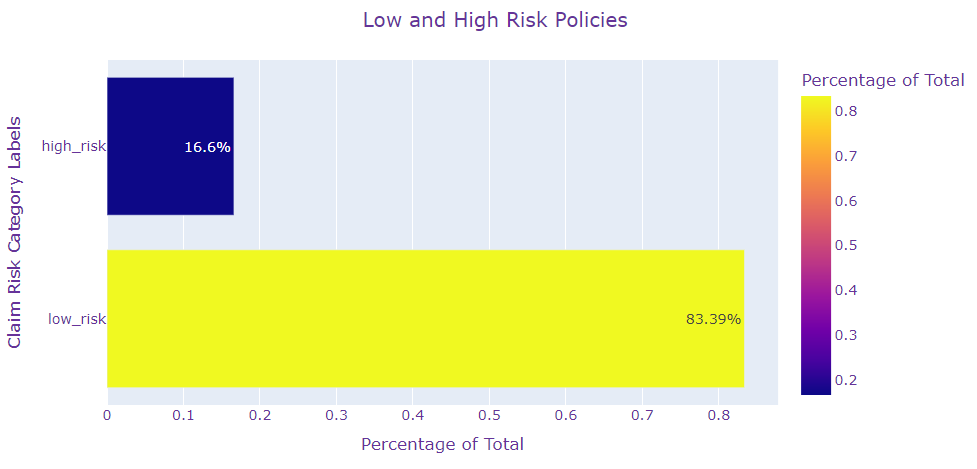 Low and High Risk Policies
Percentage of Total
Claim Risk Category Labels
high_risk
16.6%
low_risk
83.39%
0 0.1 0.2 0.3 0.4 0.5 0.6 0.7 0.8
Percentage of Total
0.8
0.7
0.6
0.5
0.4
0.3
0.2